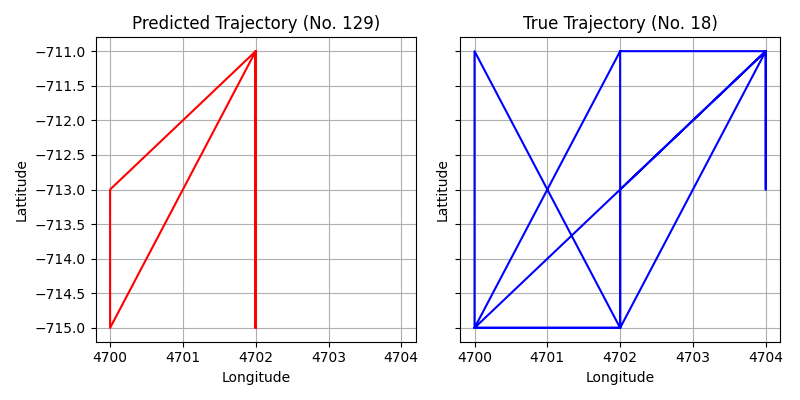 Predicted Trajectory (No. 129)
True Trajectory (No. 18)
Lattitude
−711.0
−711.5
−712.0
−712.5
−713.0
−713.5
−714.0
−714.5
−715.0
4700 4701 4702 4703 4704
Longitude
Lattitude
4700 4701 4702 4703 4704
Longitude